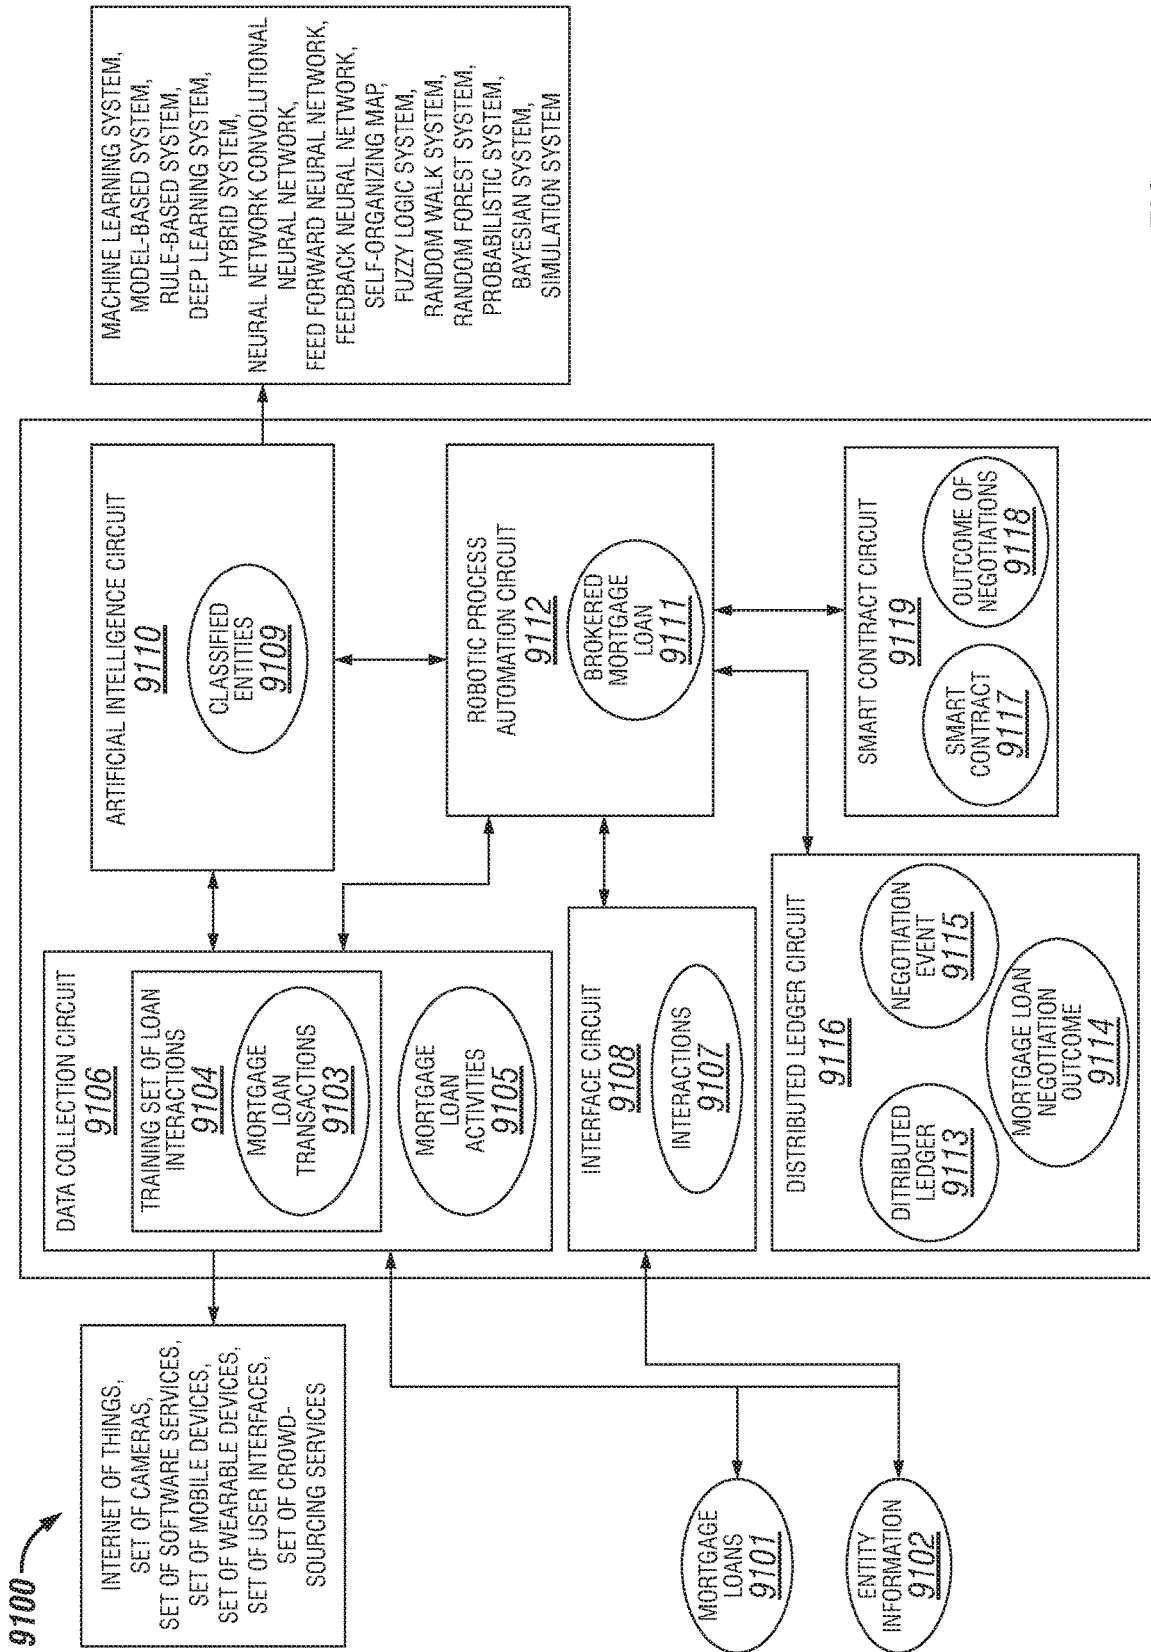 9100
INTERNET OF THINGS,
SET OF CAMERAS,
SET OF SOFTWARE SERVICES,
SET OF MOBILE DEVICES,
SET OF WEARABLE DEVICES,
SET OF USER INTERFACES,
SET OF CROWD-
SOURCING SERVICES
MORTGAGE
LOANS
9101
ENTITY
INFORMATION
9102
DATA COLLECTION CIRCUIT
9106
TRAINING SET OF LOAN
INTERACTIONS
9104
MORTGAGE
LOAN
TRANSACTIONS
9103
MORTGAGE
LOAN
ACTIVITIES
9105
INTERFACE CIRCUIT
9108
INTERACTIONS
9107
DISTRIBUTED LEDGER CIRCUIT
9116
DITRIBUTED
LEDGER
9113
NEGOTIATION
EVENT
9115
MORTGAGE LOAN
NEGOTIATION
OUTCOME
9114
ARTIFICIAL INTELLIGENCE CIRCUIT
9110
CLASSIFIED
ENTITIES
9109
ROBOTIC PROCESS
AUTOMATION CIRCUIT
9112
BROKERED
MORTGAGE
LOAN
9111
SMART CONTRACT CIRCUIT
9119
SMART
CONTRACT
9117
OUTCOME OF
NEGOTIATIONS
9118
MACHINE LEARNING SYSTEM,
MODEL-BASED SYSTEM,
RULE-BASED SYSTEM,
DEEP LEARNING SYSTEM,
HYBRID SYSTEM,
NEURAL NETWORK CONVOLUTIONAL
NEURAL NETWORK,
FEED FORWARD NEURAL NETWORK,
FEEDBACK NEURAL NETWORK,
SELF-ORGANIZING MAP,
FUZZY LOGIC SYSTEM,
RANDOM WALK SYSTEM,
RANDOM FOREST SYSTEM,
PROBABILISTIC SYSTEM,
BAYESIAN SYSTEM,
SIMULATION SYSTEM